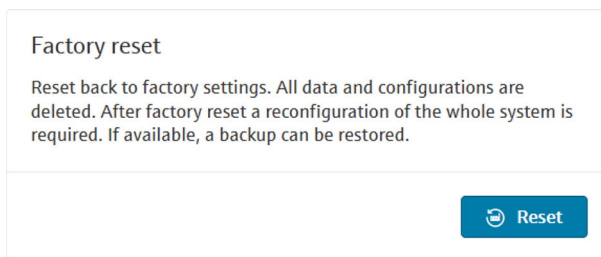 Factory reset
Reset back to factory settings. All data and configurations are
deleted. After factory reset a reconfiguration of the whole system is
required. If available, a backup can be restored.
Reset